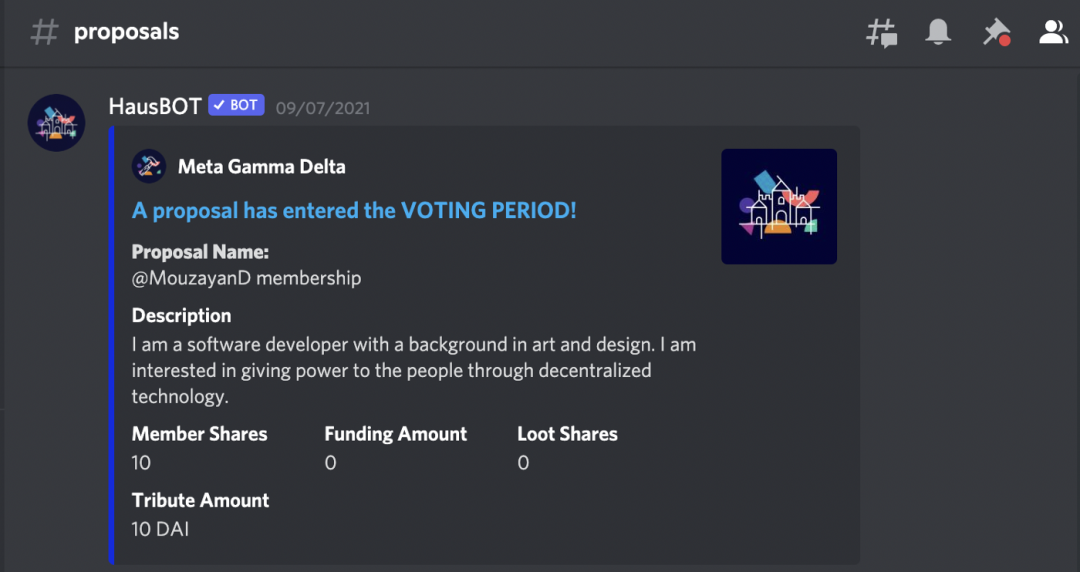 # proposals
HausBOT ✓ BOT 09/07/2021
Meta Gamma Delta
A proposal has entered the VOTING PERIOD!
Proposal Name:
@MouzayanD membership
Description
I am a software developer with a background in art and design. I am
interested in giving power to the people through decentralized
technology.
Member Shares Funding Amount Loot Shares
10 0 0
Tribute Amount
10 DAI